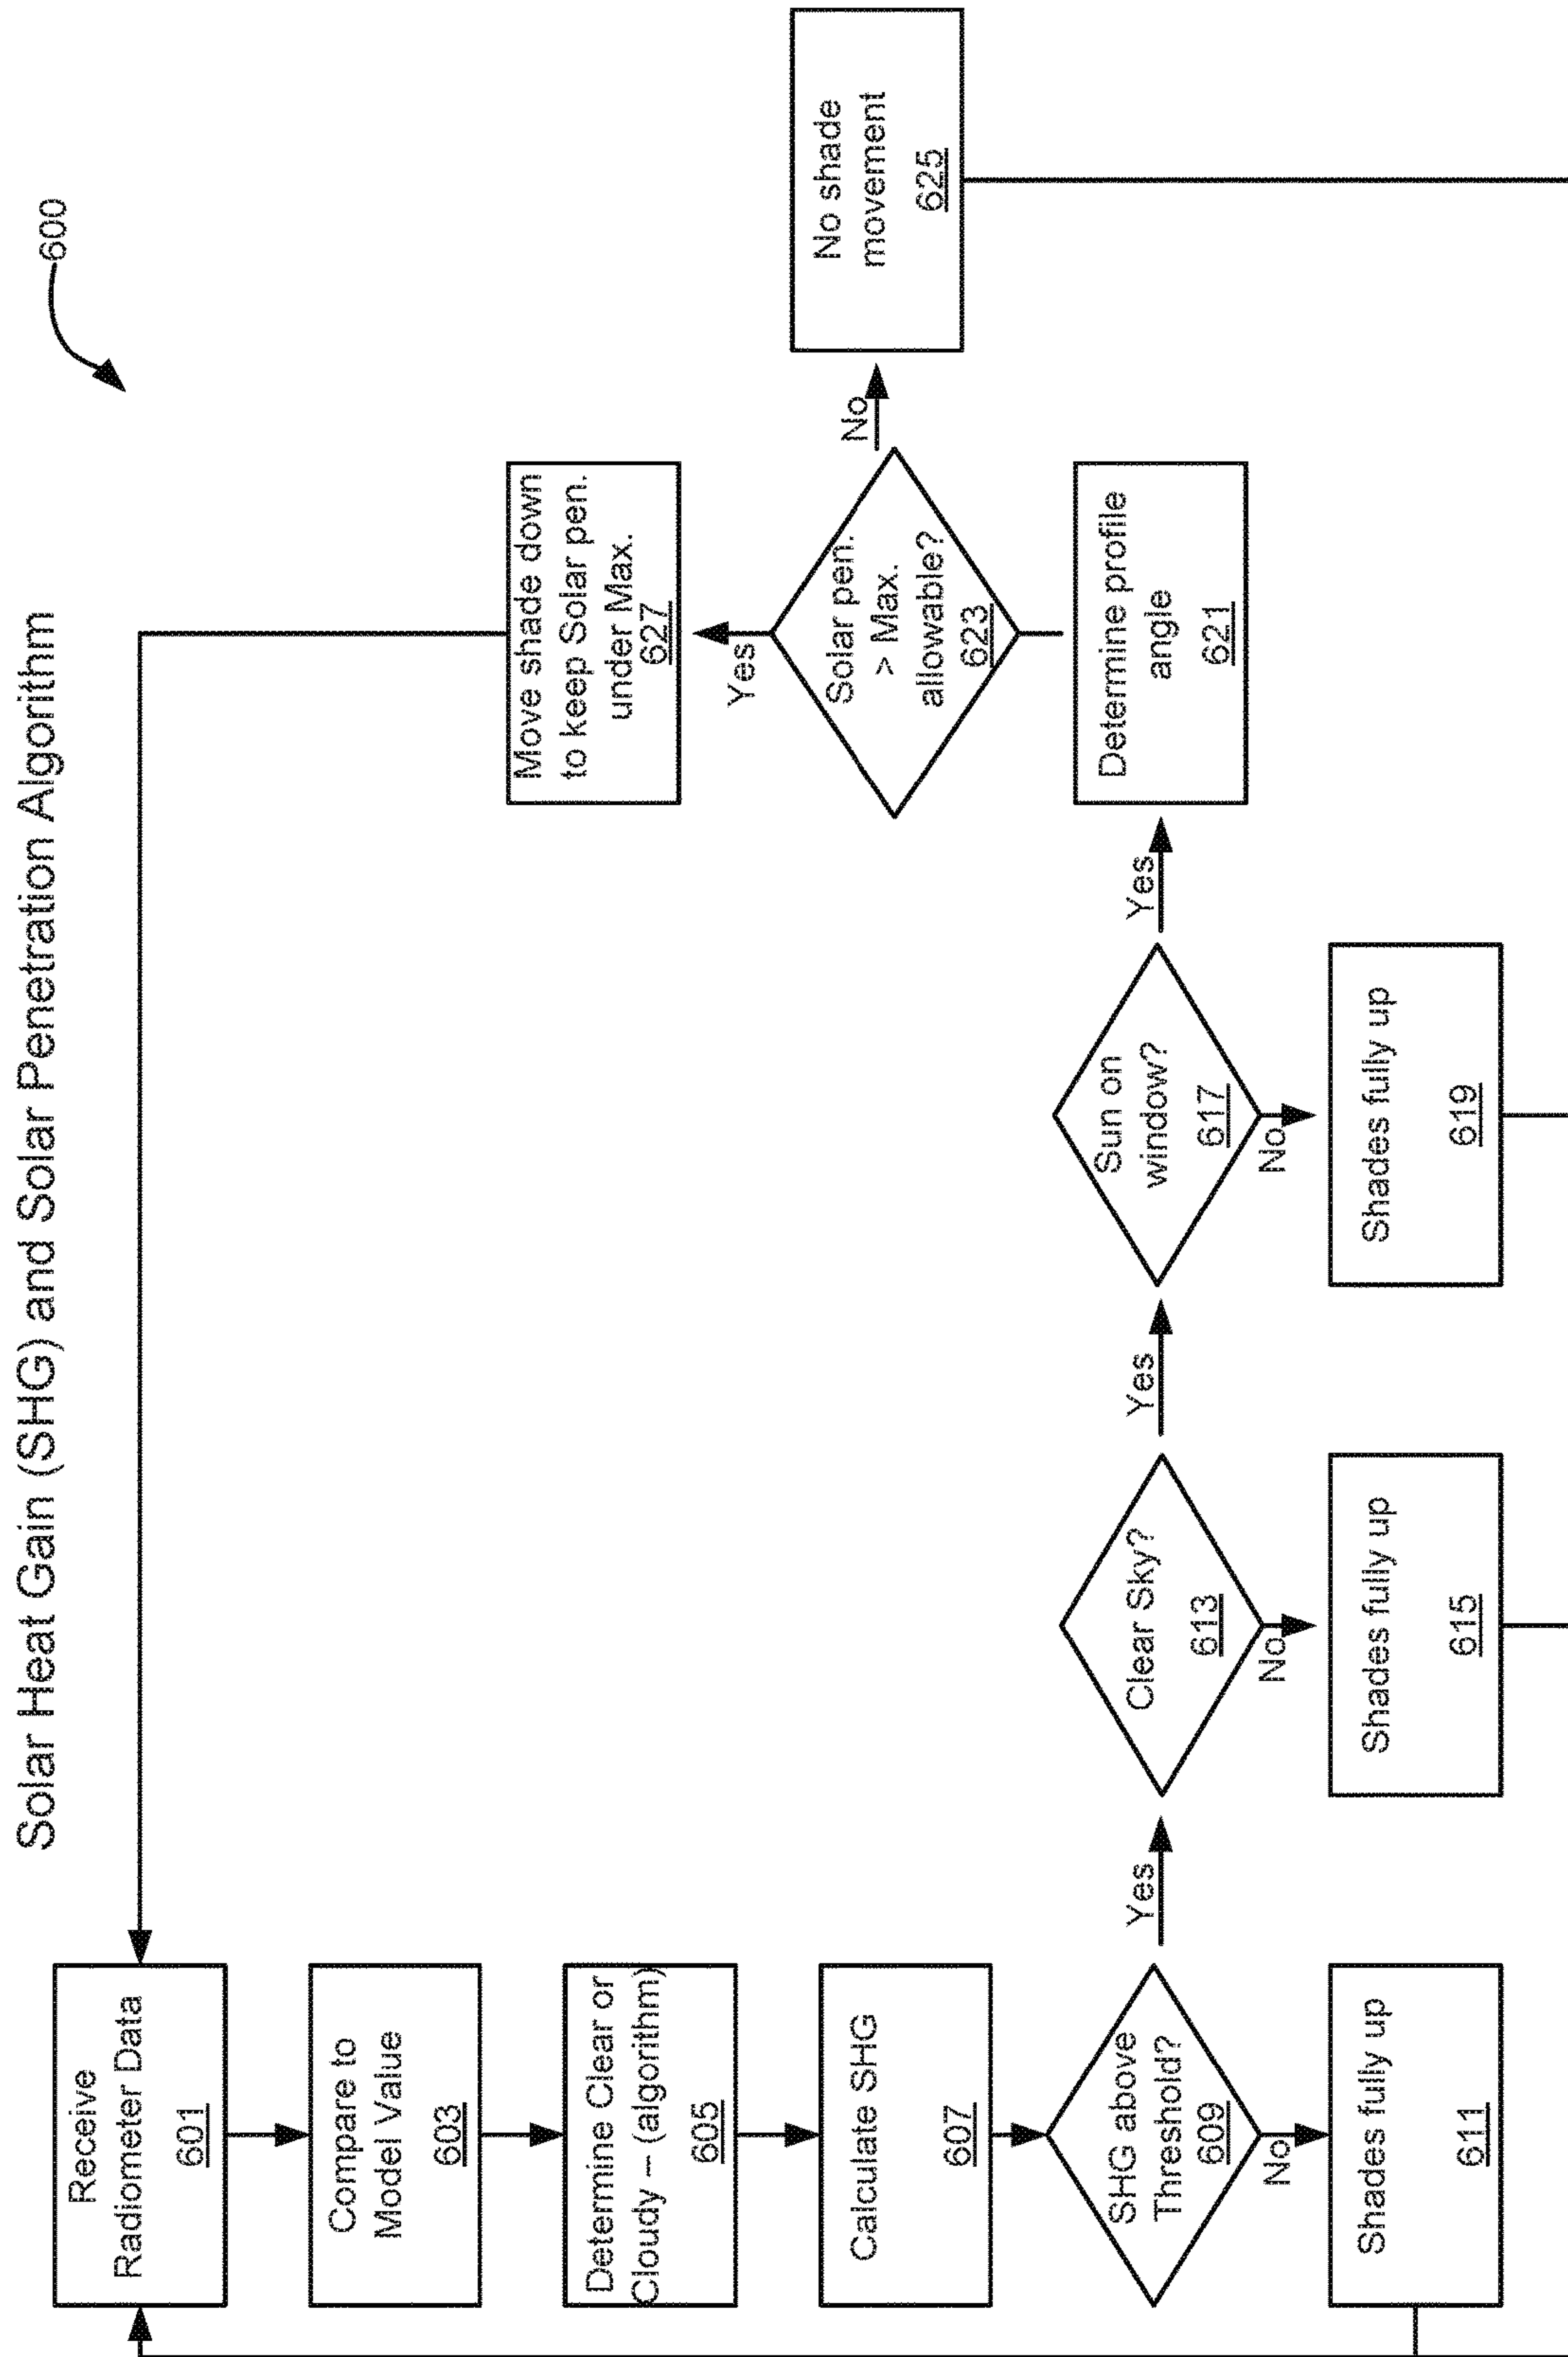 Solar Heat Gain (SHG) and Solar Penetration Algorithm
600
Receive
Radiometer Data
601
Compare to
Model Value
603
Determine Clear or
Cloudy – (algorithm)
605
Calculate SHG
607
SHG above
Threshold?
609
Yes
No
Shades fully up
611
Clear Sky?
613
Yes
No
Shades fully up
615
Sun on
window?
617
Yes
No
Shades fully up
619
Determine profile
angle
621
Solar pen.
> Max.
allowable?
623
Yes
No
Move shade down
to keep Solar pen.
under Max.
627
No shade
movement
625